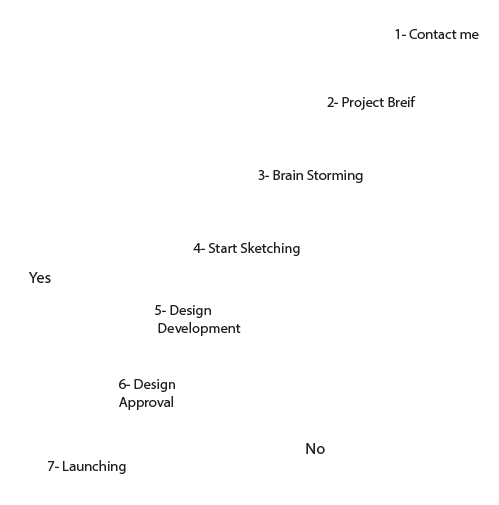 1- Contact me
2- Project Breif
3- Brain Storming
4- Start Sketching
Yes
5- Design
Development
6- Design
Approval
No
7- Launching